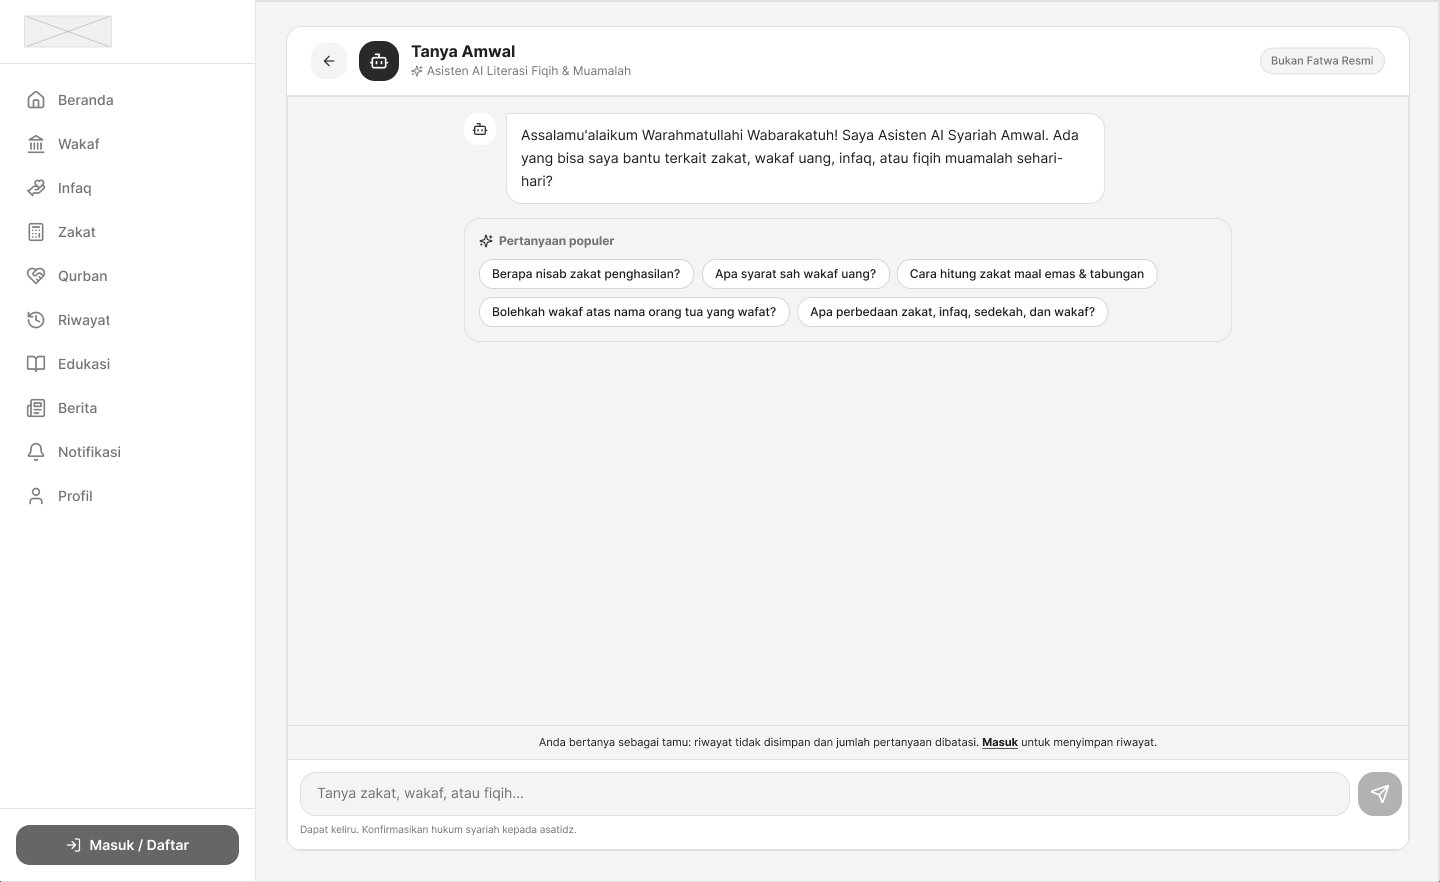 Beranda
Wakaf
Infaq
Zakat
Qurban
Riwayat
Edukasi
Berita
Notifikasi
Profil
Masuk / Daftar
Tanya Amwal
Asisten AI Literasi Fiqih & Muamalah
Bukan Fatwa Resmi
Assalamu'alaikum Warahmatullahi Wabarakatuh! Saya Asisten AI Syariah Amwal. Ada
yang bisa saya bantu terkait zakat, wakaf uang, infaq, atau fiqih muamalah sehari-
hari?
Pertanyaan populer
Berapa nisab zakat penghasilan?
Apa syarat sah wakaf uang?
Cara hitung zakat maal emas & tabungan
Bolehkah wakaf atas nama orang tua yang wafat?
Apa perbedaan zakat, infaq, sedekah, dan wakaf?
Anda bertanya sebagai tamu: riwayat tidak disimpan dan jumlah pertanyaan dibatasi. Masuk untuk menyimpan riwayat.
Tanya zakat, wakaf, atau fiqih...
Dapat keliru. Konfirmasikan hukum syariah kepada asatidz.